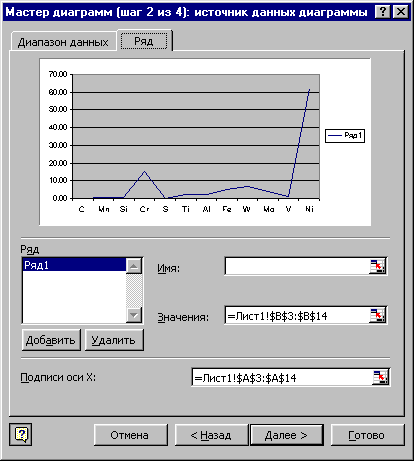 Мастер диаграмм (шаг 2 из 4): источник данных диаграммы
Диапазон данных Ряд
70.00
60.00
50.00
40.00
30.00
20.00
10.00
0.00
C Mn Si Cr S Ti Al Fe W Mo V Ni
Ряд1
Ряд
Ряд1
Имя:
Значения: =Лист1!$B$3:$B$14
Добавить Удалить
Подписи оси X: =Лист1!$A$3:$A$14
? Отмена < Назад Далее > Готово